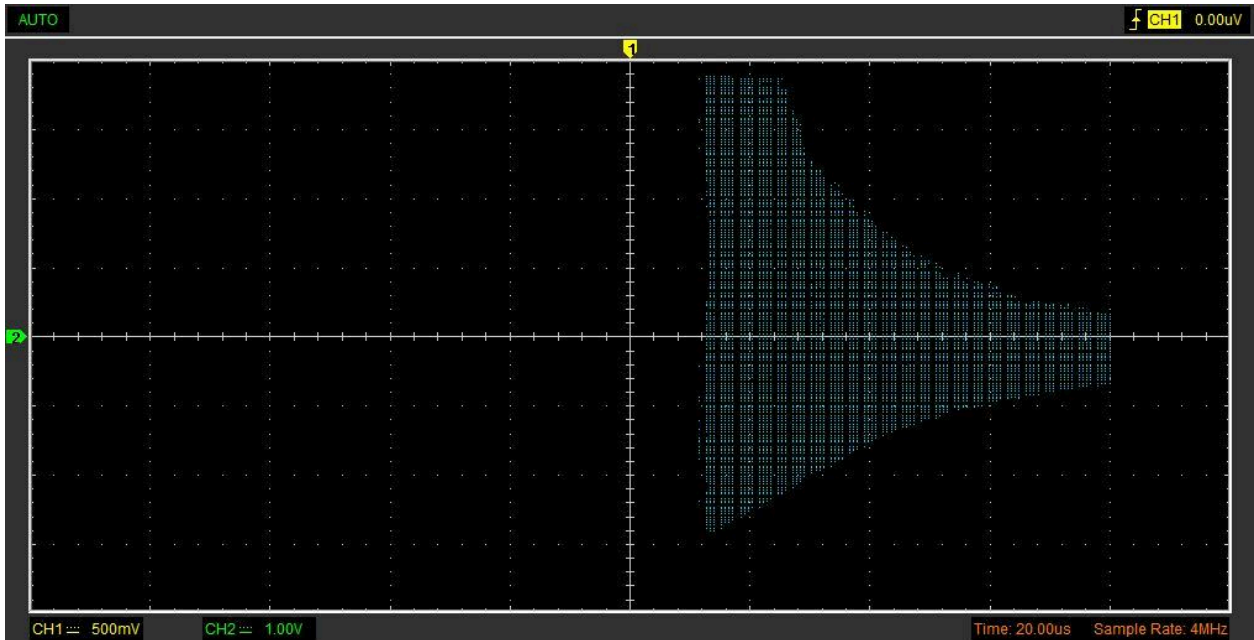 AUTO
CH1 0.00uV
1
2
CH1 500mV CH2 1.00V Time: 20.00us Sample Rate: 4MHz